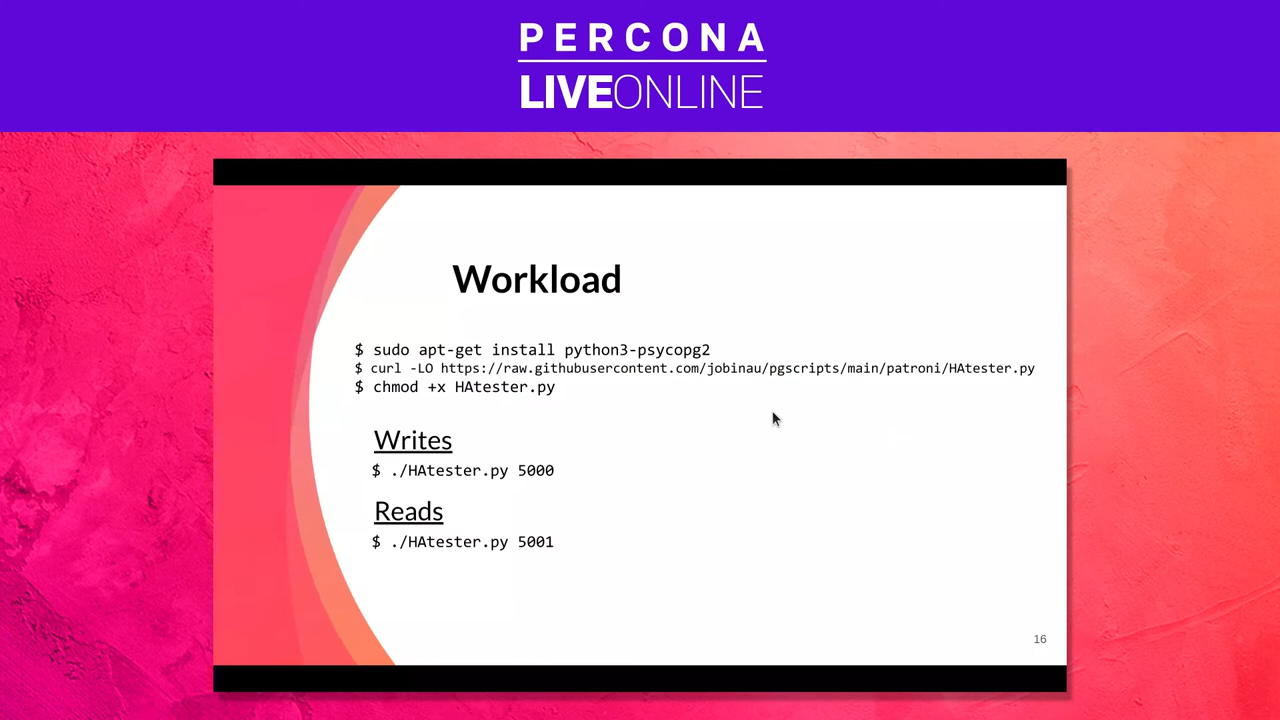 PERCONA
LIVEONLINE
Workload
$ sudo apt-get install python3-psycopg2
$ curl -LO https://raw.githubusercontent.com/jobinau/pgscripts/main/patroni/HAtester.py
$ chmod +x HAtester.py
Writes
$ ./HAtester.py 5000
Reads
$ ./HAtester.py 5001
16